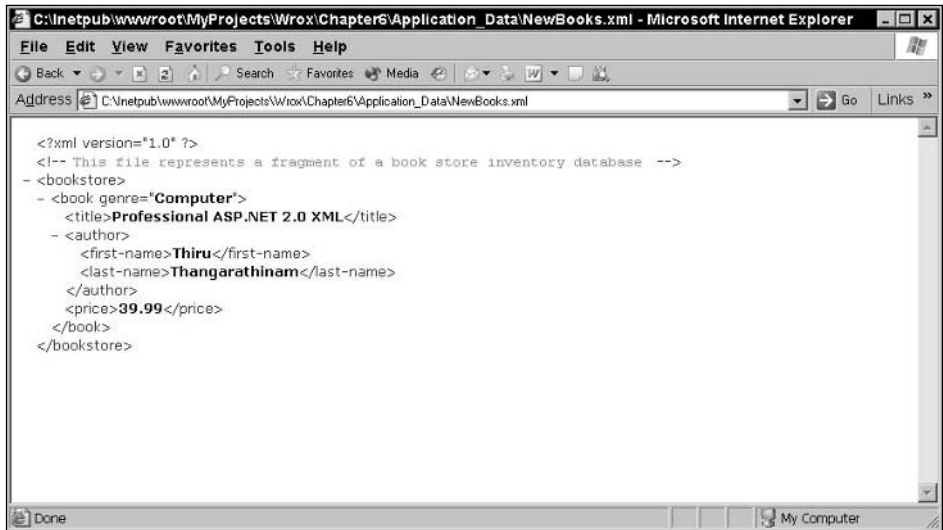 C:\Inetpub\wwwroot\MyProjects\Wrox\Chapter6\Application_Data\NewBooks.xml - Microsoft Internet Explorer
File Edit View Favorites Tools Help
Back Search Favorites Media
Address C:\Inetpub\wwwroot\MyProjects\Wrox\Chapter6\Application_Data\NewBooks.xml Go Links »
<?xml version="1.0" ?>
<!-- This file represents a fragment of a book store inventory database -->
- <bookstore>
- <book genre="Computer">
<title>Professional ASP.NET 2.0 XML</title>
- <author>
<first-name>Thiru</first-name>
<last-name>Thangarathinam</last-name>
</author>
<price>39.99</price>
</book>
</bookstore>
Done My Computer